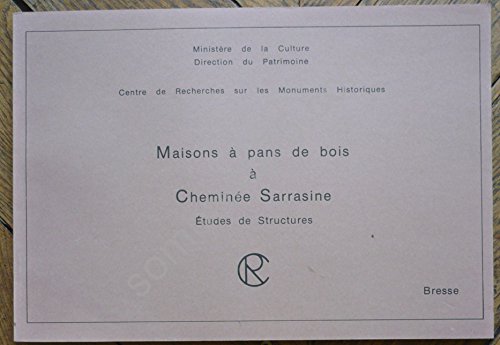 Ministère de la Culture
Direction du Patrimoine
Centre de Recherches sur les Monuments Historiques
Maisons à pans de bois
à
Cheminée Sarrasine
Études de Structures
CR
Bresse